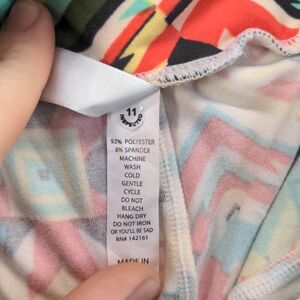 11
INSPECTED
92% POLYESTER
8% SPANDEX
MACHINE
WASH
COLD
GENTLE
CYCLE
DO NOT
BLEACH
HANG DRY
DO NOT IRON
OR YOU'LL BE SAD
RN# 142161
MADE IN